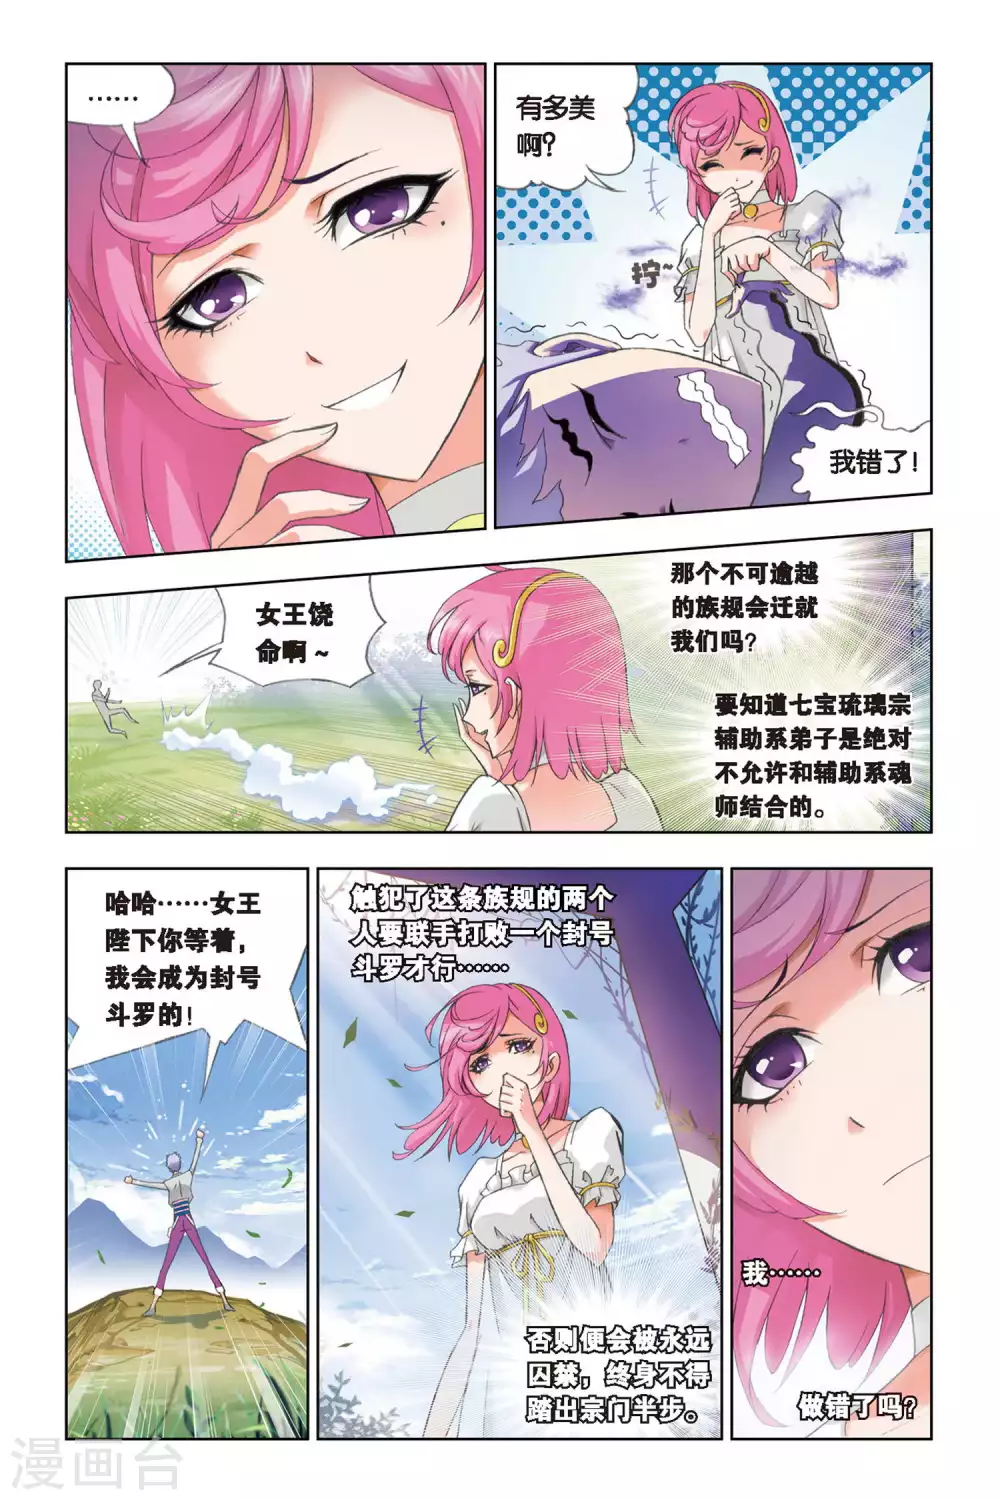 ……
有多美
啊？
拧~
我错了！
女王饶
命啊～
那个不可逾越
的族规会迁就
我们吗？
要知道七宝琉璃宗
辅助系弟子是绝对
不允许和辅助系魂
师结合的。
哈哈……女王
陛下你等着，
我会成为封号
斗罗的！
触犯了这条族规的两个
人要联手打败一个封号
斗罗才行……
否则便会被永远
囚禁，终身不得
踏出宗门半步。
我……
做错了吗？
漫画台